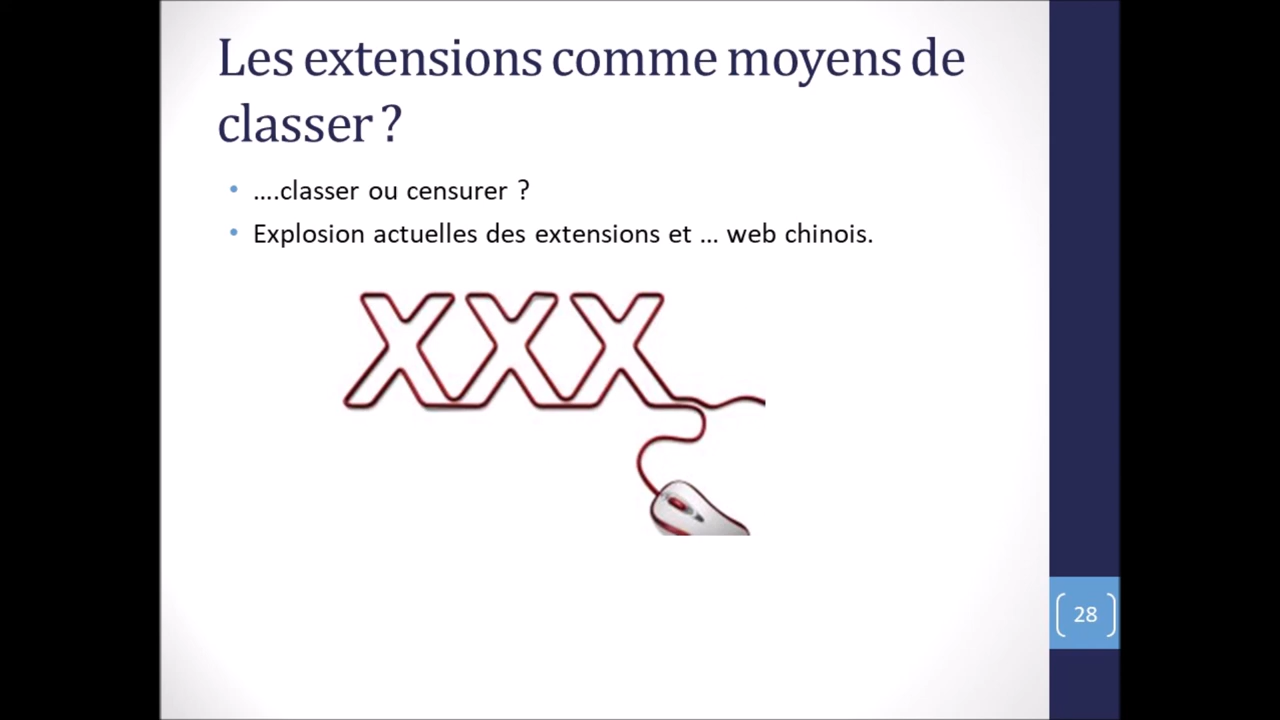 Les extensions comme moyens de
classer ?
• ....classer ou censurer ?
• Explosion actuelles des extensions et ... web chinois.
XXX
28